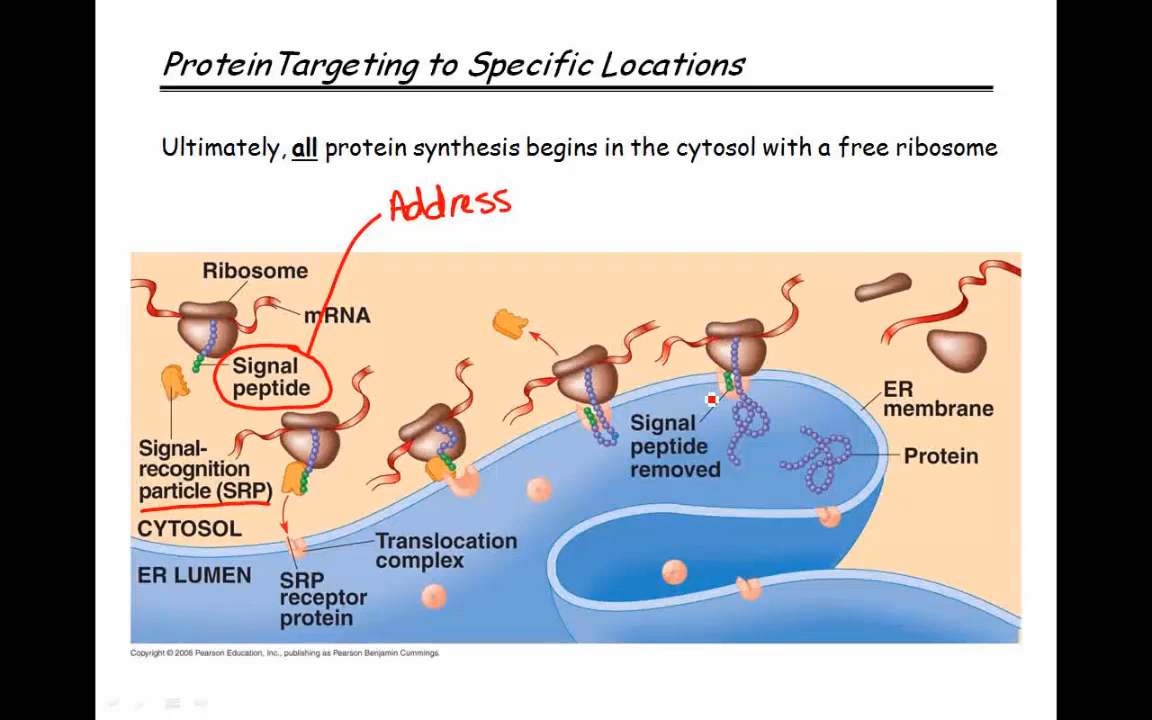 Protein Targeting to Specific Locations
Ultimately, all protein synthesis begins in the cytosol with a free ribosome
Address
Ribosome
mRNA
Signal
peptide
Signal-
recognition
particle (SRP)
CYTOSOL
ER LUMEN
SRP
receptor
protein
Translocation
complex
Signal
peptide
removed
ER
membrane
Protein
Copyright © 2008 Pearson Education, Inc., publishing as Pearson Benjamin Cummings.